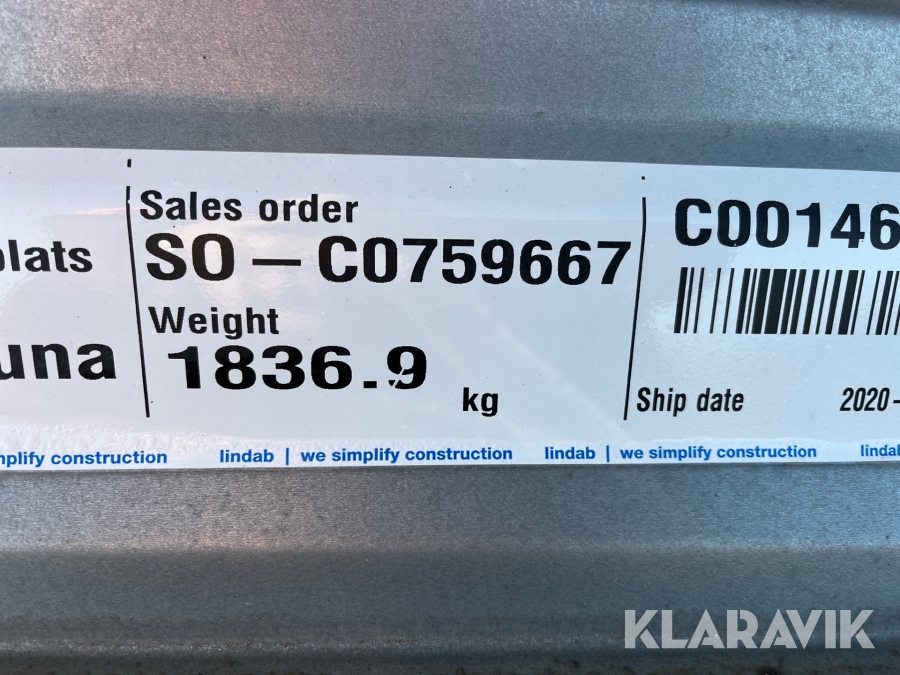 plats
una
Sales order
SO-C0759667
Weight
1836.9
kg
C00146
Ship date 2020-
mplify construction lindab | we simplify construction lindab | we simplify construction lindab
KLARAVIK